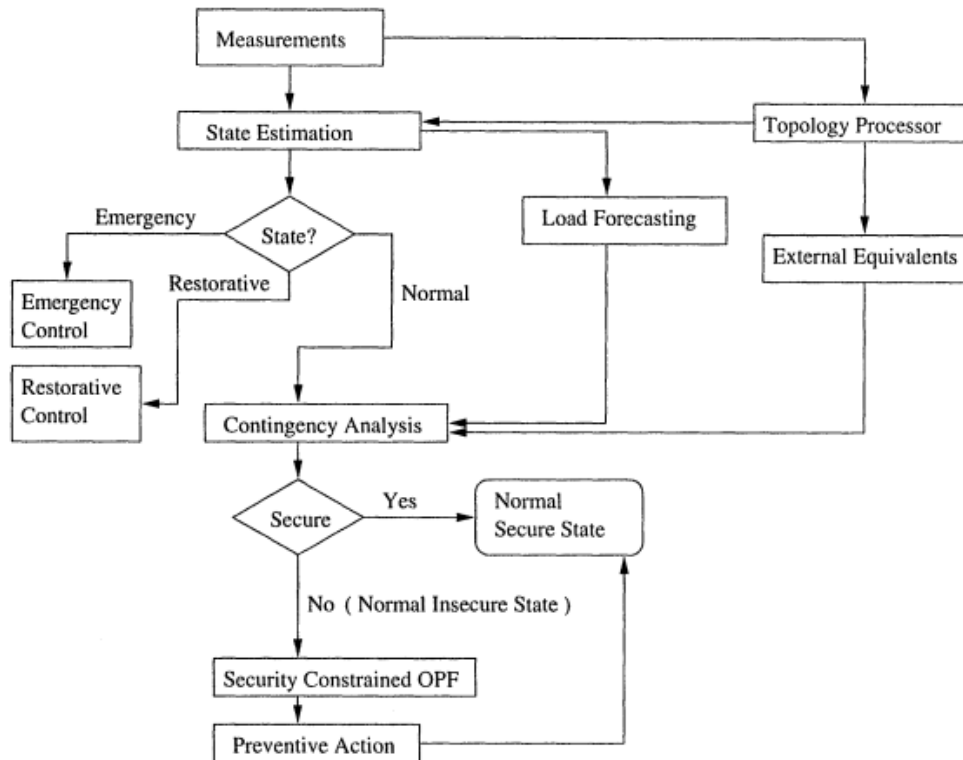 Measurements
State Estimation
Topology Processor
Emergency
State?
Load Forecasting
External Equivalents
Restorative
Normal
Emergency
Control
Restorative
Control
Contingency Analysis
Secure
Yes
Normal
Secure State
No ( Normal Insecure State )
Security Constrained OPF
Preventive Action